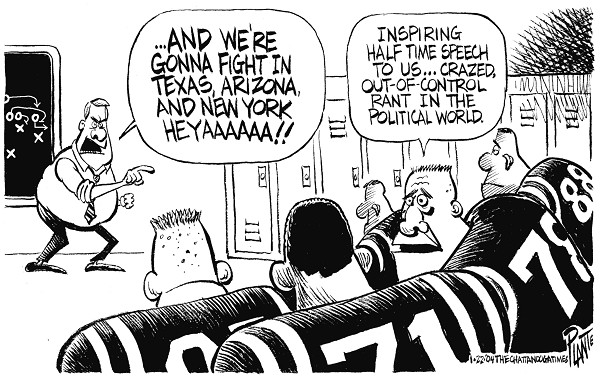 ...AND WE'RE
GONNA FIGHT IN
TEXAS, ARIZONA,
AND NEW YORK
HEYAAAAAA!!
INSPIRING
HALF TIME SPEECH
TO US... CRAZED,
OUT-OF-CONTROL
RANT IN THE
POLITICAL WORLD.
88
79
71
1·22·04 THE CHATTANOOGA TIMES
PLANTE